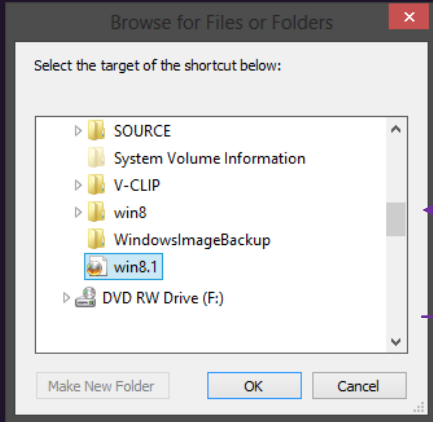 Browse for Files or Folders
Select the target of the shortcut below:
SOURCE
System Volume Information
V-CLIP
win8
WindowsImageBackup
win8.1
DVD RW Drive (F:)
Make New Folder
OK
Cancel